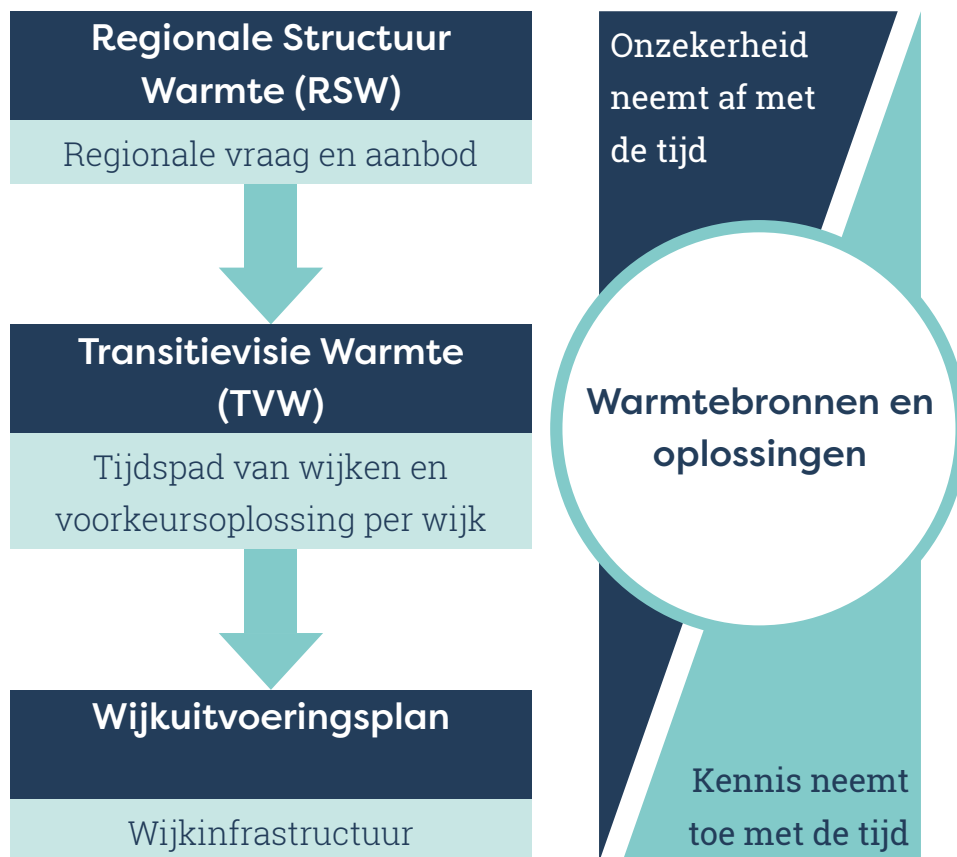 Regionale Structuur
Warmte (RSW)
Regionale vraag en aanbod
Transitievisie Warmte
(TVW)
Tijdspad van wijken en
voorkeursoplossing per wijk
Wijkuitvoeringsplan
Wijkinfrastructuur
Onzekerheid
neemt af met
de tijd
Warmtebronnen en
oplossingen
Kennis neemt
toe met de tijd